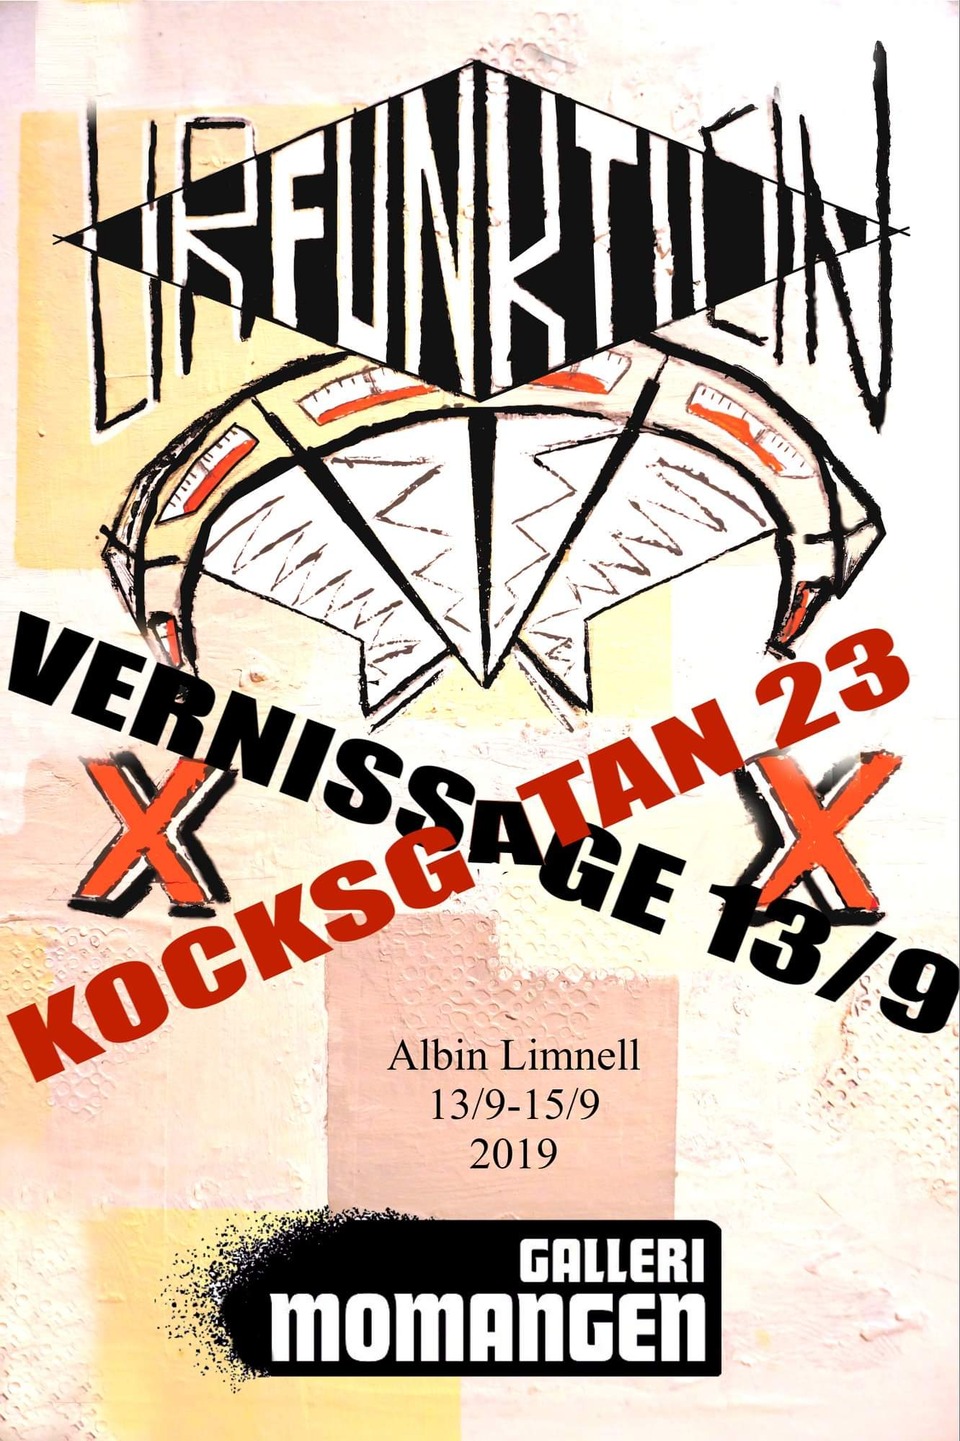 URFUNKTION
VERNISSAGE 13/9
KOCKSGATAN 23
X X
Albin Limnell
13/9-15/9
2019
GALLERI
MOMANGEN